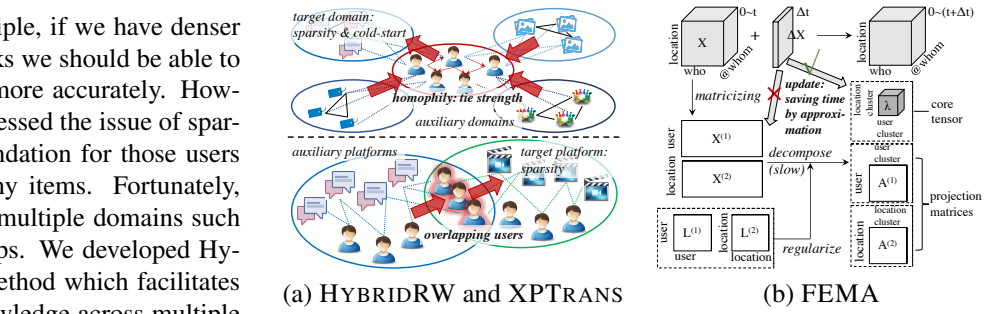 ple, if we have denser
ks we should be able to
more accurately. How-
essed the issue of spar-
ndation for those users
ny items. Fortunately,
multiple domains such
ps. We developed Hy-
ethod which facilitates
wledge across multiple
target domain:
sparsity & cold-start
homophily: tie strength
auxiliary domains
auxiliary platforms
target platform:
sparsity
overlapping users
(a) HYBRIDRW and XPTRANS
0~t
Δt
0~(t+Δt)
location
X
+
ΔX
location
who
@whom
who
@whom
matricizing
update:
saving time
by approxi-
mation
location
cluster
λ
user
cluster
core
tensor
user
X(1)
location
X(2)
decompose
(slow)
user
cluster
user
A(1)
location
cluster
location
A(2)
projection
matrices
user
L(1)
user
location
L(2)
location
regularize
(b) FEMA